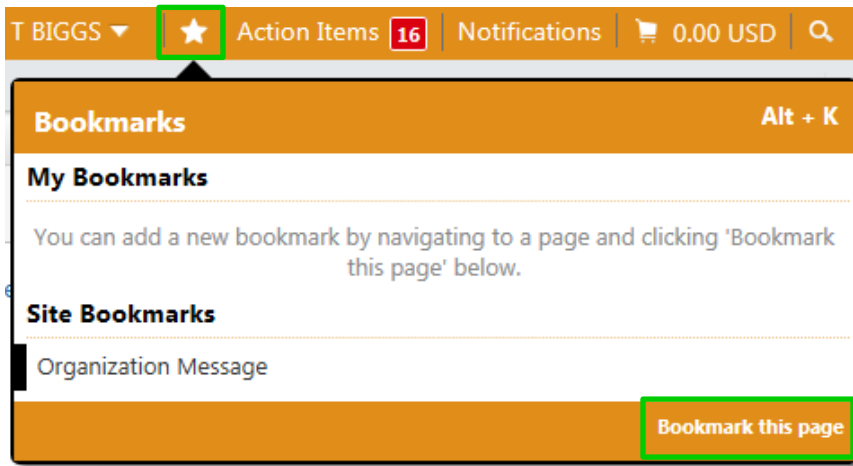 T BIGGS Action Items 16 Notifications 0.00 USD
Bookmarks Alt + K
My Bookmarks
You can add a new bookmark by navigating to a page and clicking 'Bookmark
this page' below.
Site Bookmarks
Organization Message
Bookmark this page